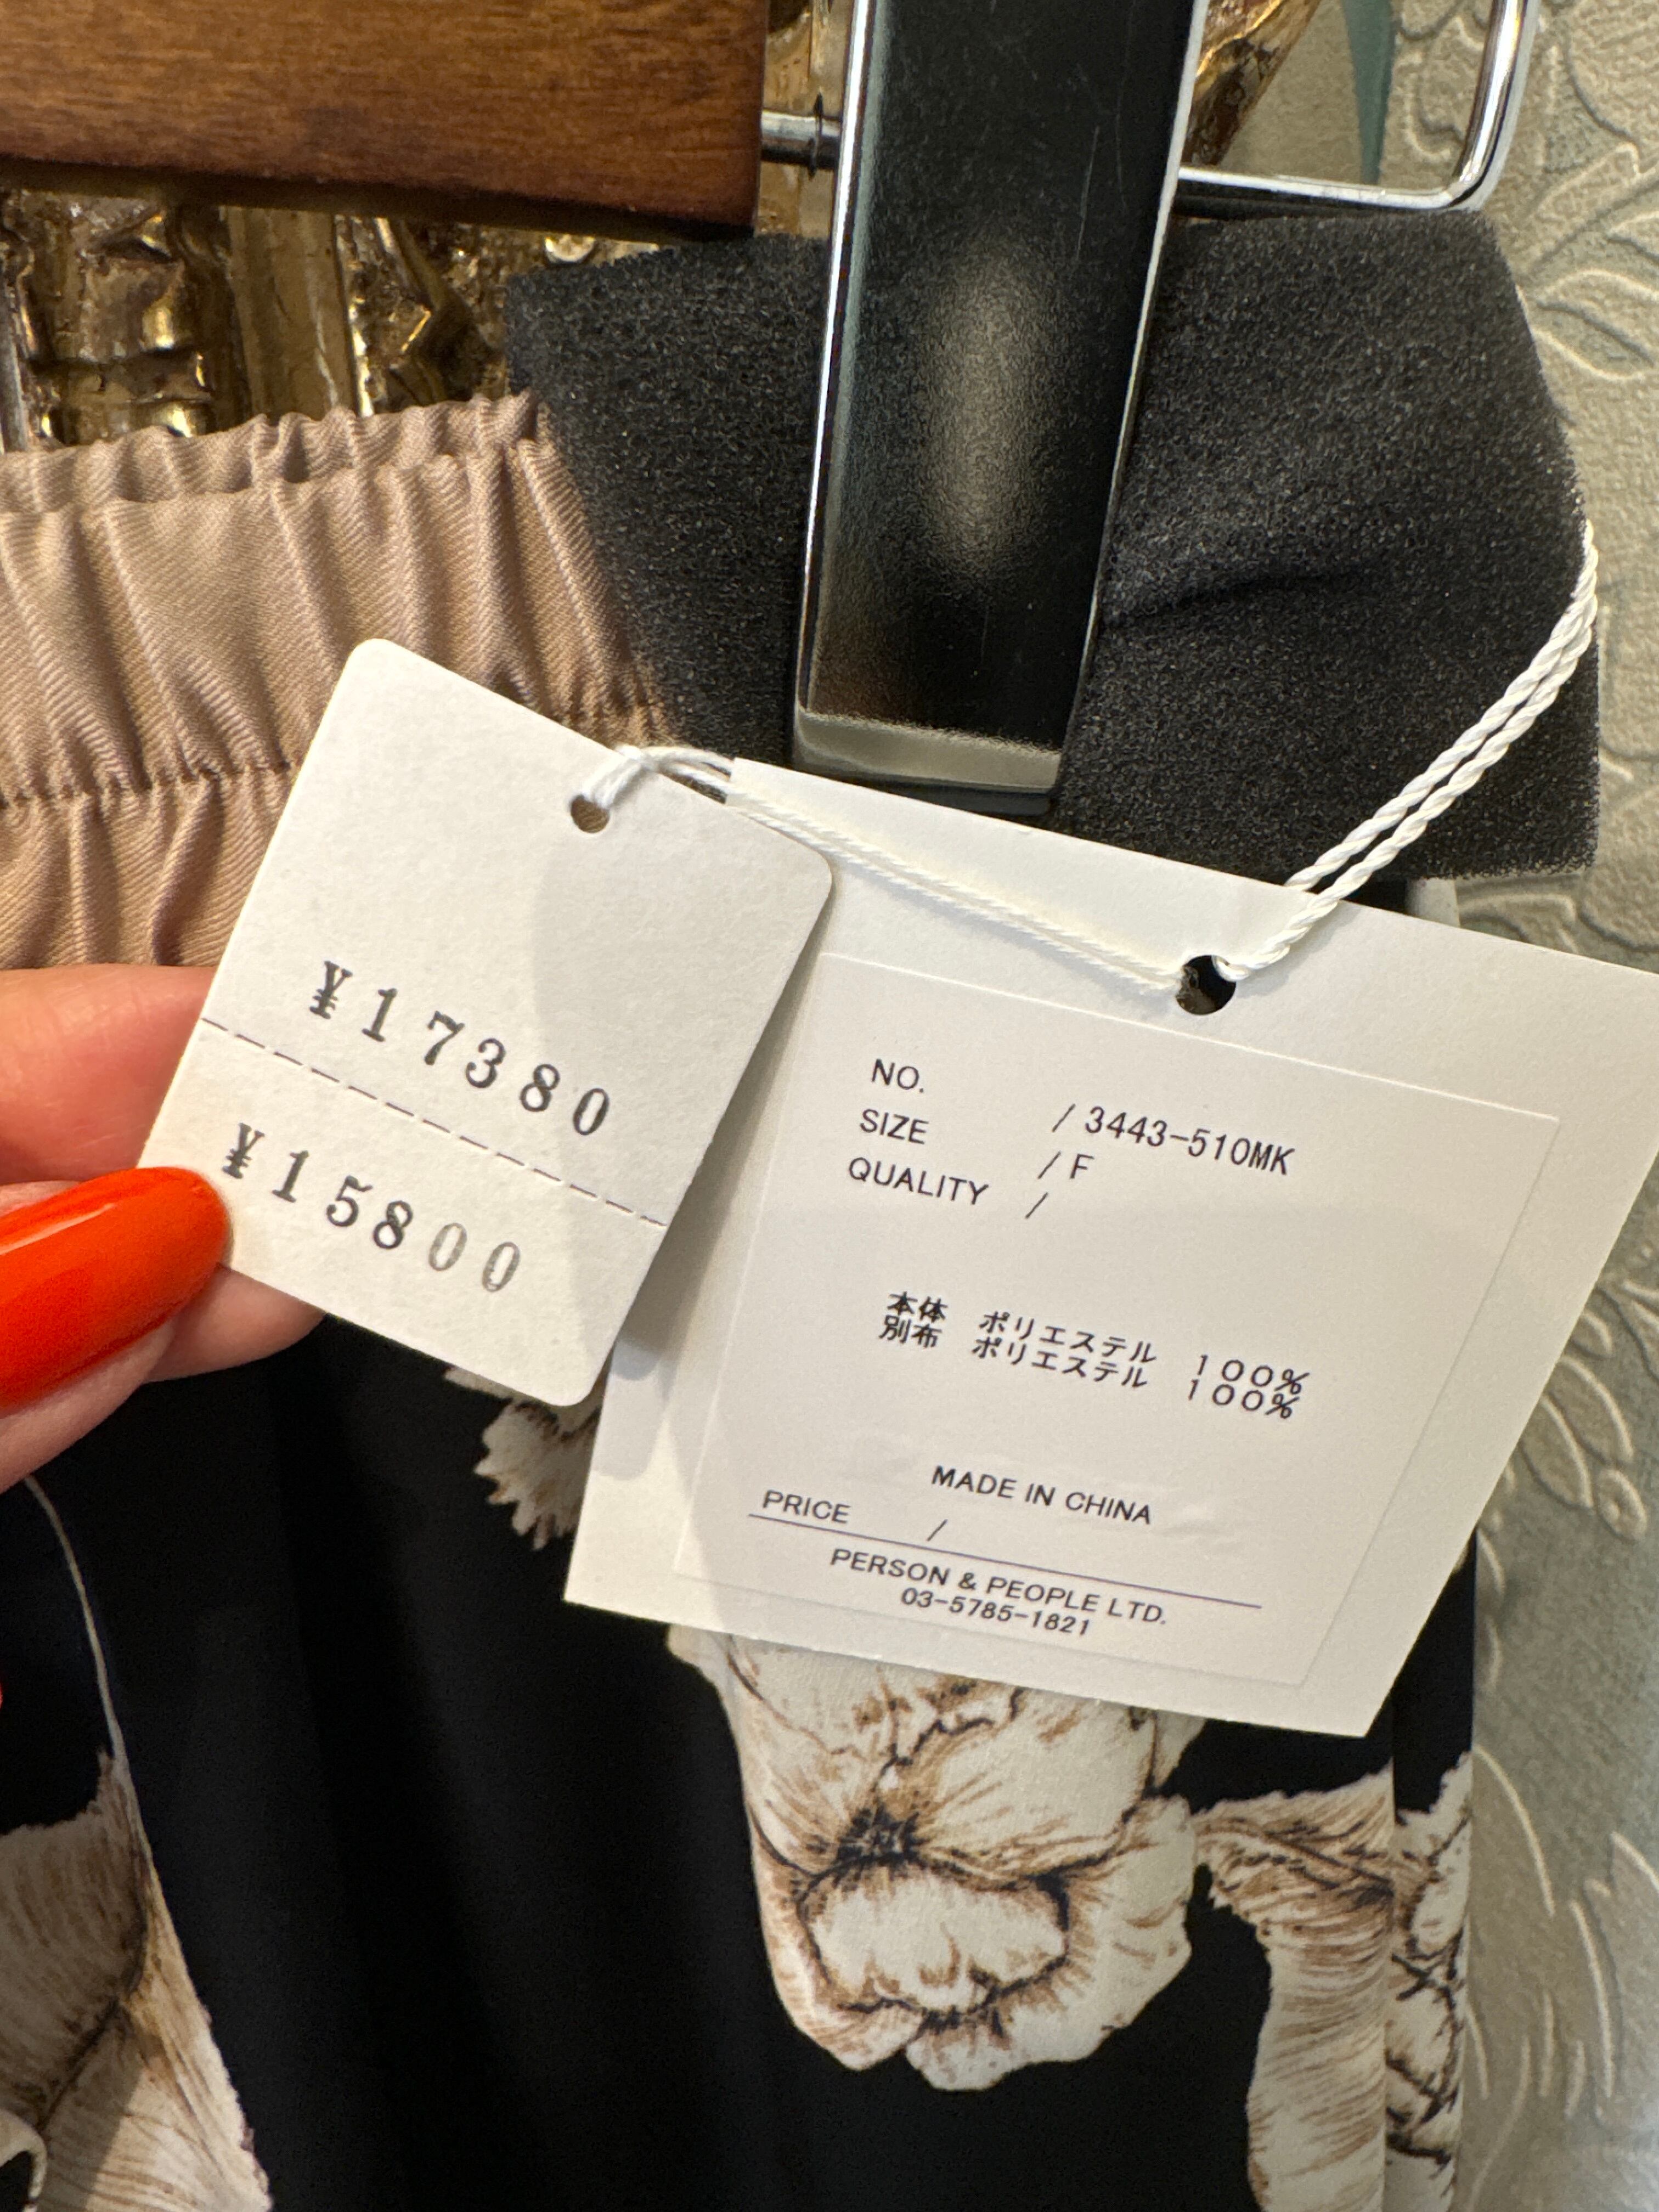 ¥17380
¥15800
NO. / 3443-510MK
SIZE / F
QUALITY /
本体 ポリエステル 100%
別布 ポリエステル 100%
MADE IN CHINA
PRICE /
PERSON & PEOPLE LTD.
03-5785-1821